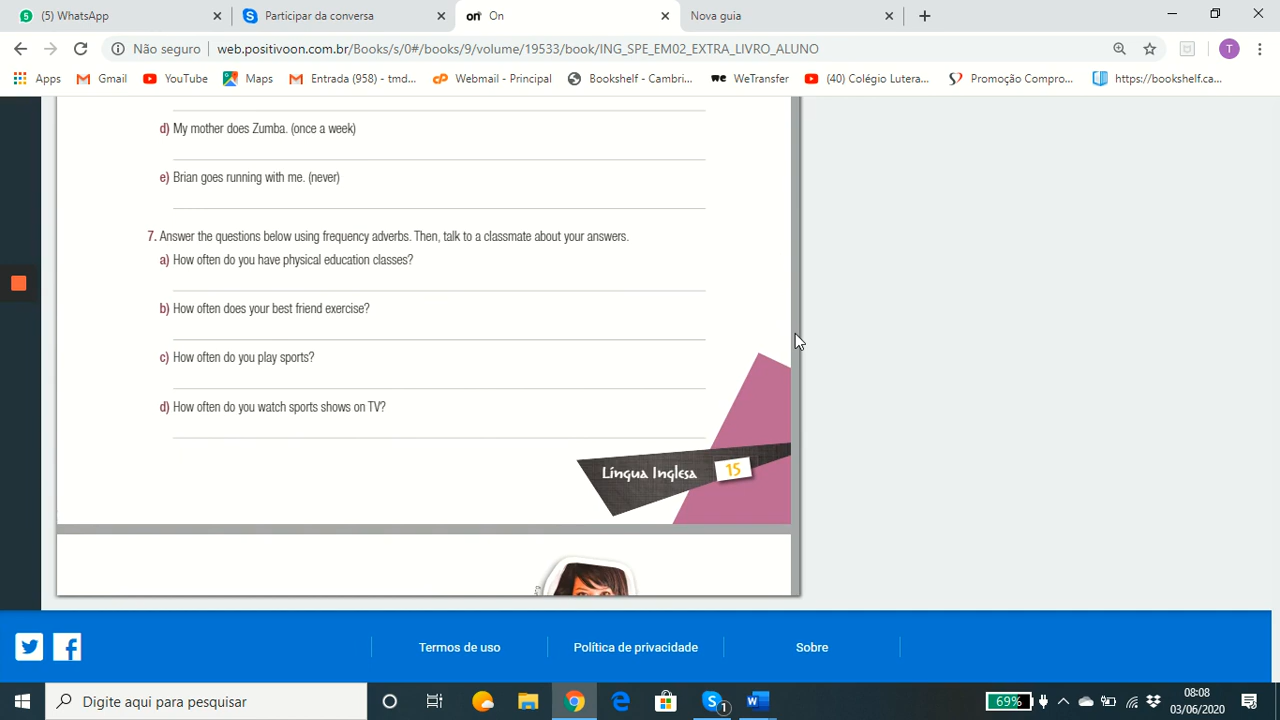 (5) WhatsApp
Participar da conversa
on On
Nova guia
Não seguro
web.positivoon.com.br/Books/s/0#/books/9/volume/19533/book/ING_SPE_EM02_EXTRA_LIVRO_ALUNO
T
Apps
Gmail
YouTube
Maps
Entrada (958) - tmd...
Webmail - Principal
Bookshelf - Cambri...
we WeTransfer
(40) Colégio Lutera...
Promoção Compro...
https://bookshelf.ca...
d) My mother does Zumba. (once a week)
e) Brian goes running with me. (never)
7. Answer the questions below using frequency adverbs. Then, talk to a classmate about your answers.
a) How often do you have physical education classes?
b) How often does your best friend exercise?
c) How often do you play sports?
d) How often do you watch sports shows on TV?
Língua Inglesa 15
Termos de uso
Política de privacidade
Sobre
Digite aqui para pesquisar
69%
08:08
03/06/2020